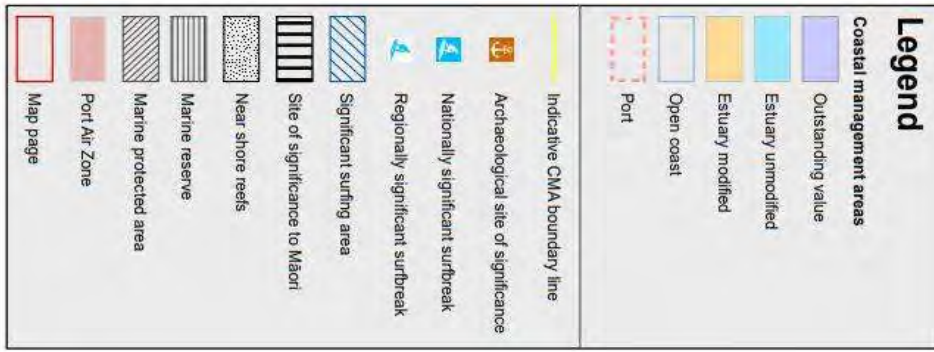 Legend
Coastal management areas
Outstanding value
Estuary unmodified
Estuary modified
Open coast
Port
Indicative CMA boundary line
Archaeological site of significance
Nationally significant surfbreak
Regionally significant surfbreak
Significant surfing area
Site of significance to Māori
Near shore reefs
Marine reserve
Marine protected area
Port Air Zone
Map page